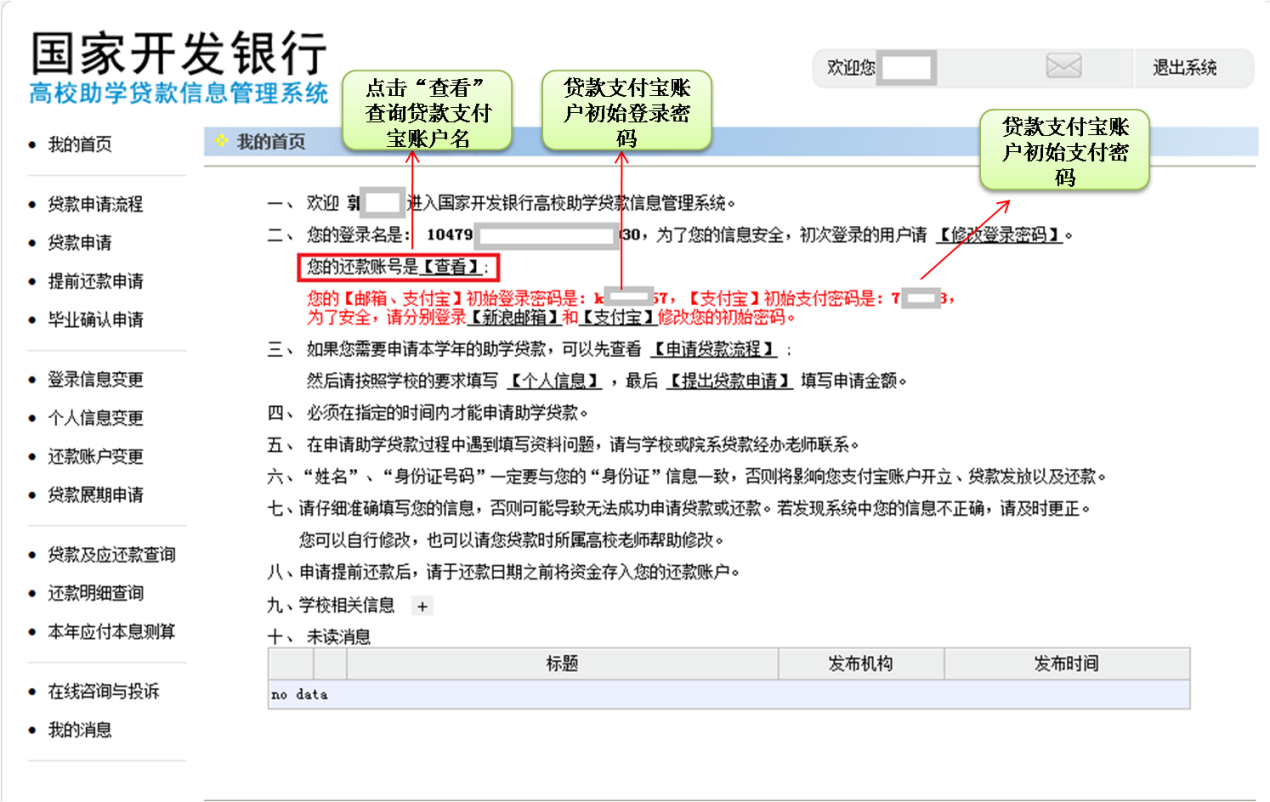 国家开发银行
高校助学贷款信息管理系统
欢迎您
退出系统
点击“查看”
查询贷款支付
宝账户名
贷款支付宝账
户初始登录密
码
贷款支付宝账
户初始支付密
码
我的首页
贷款申请流程
贷款申请
提前还款申请
毕业确认申请
登录信息变更
个人信息变更
还款账户变更
贷款展期申请
贷款及应还款查询
还款明细查询
本年应付本息测算
在线咨询与投诉
我的消息
我的首页
一、 欢迎 郭 进入国家开发银行高校助学贷款信息管理系统。
二、 您的登录名是： 10479 30，为了您的信息安全，初次登录的用户请 【修改登录密码】。
您的还款账号是【查看】；
您的【邮箱、支付宝】初始登录密码是：k 57，【支付宝】初始支付密码是：7 3，
为了安全，请分别登录【新浪邮箱】和【支付宝】修改您的初始密码。
三、 如果您需要申请本学年的助学贷款，可以先查看 【申请贷款流程】 ；
然后请按照学校的要求填写 【个人信息】 ，最后 【提出贷款申请】 填写申请金额。
四、 必须在指定的时间内才能申请助学贷款。
五、 在申请助学贷款过程中遇到填写资料问题，请与学校或院系贷款经办老师联系。
六、“姓名”、“身份证号码”一定要与您的“身份证”信息一致，否则将影响您支付宝账户开立、贷款发放以及还款。
七、请仔细准确填写您的信息，否则可能导致无法成功申请贷款或还款。若发现系统中您的信息不正确，请及时更正。
您可以自行修改，也可以请您贷款时所属高校老师帮助修改。
八、申请提前还款后，请于还款日期之前将资金存入您的还款账户。
九、学校相关信息 +
十、 未读消息
标题 发布机构 发布时间
no data